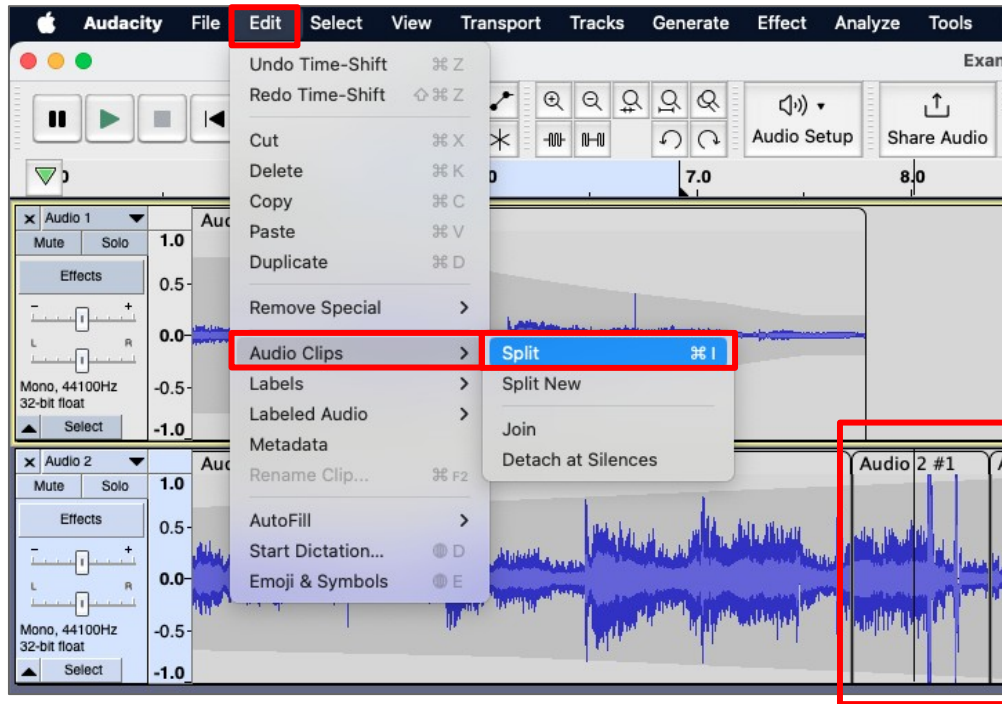 Audacity File Edit Select View Transport Tracks Generate Effect Analyze Tools
Undo Time-Shift ⌘ Z
Redo Time-Shift ⇧ ⌘ Z
Cut ⌘ X
Delete ⌘ K
Copy ⌘ C
Paste ⌘ V
Duplicate ⌘ D
Remove Special >
Audio Clips >
Labels >
Labeled Audio >
Metadata
Rename Clip... ⌘ F2
AutoFill >
Start Dictation... D
Emoji & Symbols E
Split ⌘ I
Split New
Join
Detach at Silences
Audio Setup
Share Audio
7.0 8.0
Audio 1
Mute Solo
Effects
- +
L R
Mono, 44100Hz
32-bit float
Select
1.0
0.5-
0.0-
-0.5-
-1.0
Audio 2
Mute Solo
Effects
- +
L R
Mono, 44100Hz
32-bit float
Select
1.0
0.5-
0.0-
-0.5-
-1.0
Audio 2 #1